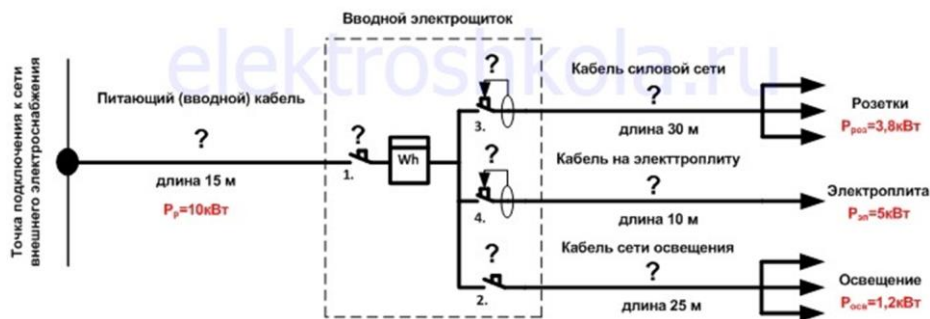 elektroshkola.ru
Вводной электрощиток
Точка подключения к сети
внешнего электроснабжения
Питающий (вводной) кабель
?
длина 15 м
Рр=10кВт
?
1.
Wh
?
3.
Кабель силовой сети
?
длина 30 м
Розетки
Рроз=3,8кВт
?
4.
Кабель на электтроплиту
?
длина 10 м
Электроплита
Рэп=5кВт
?
2.
Кабель сети освещения
?
длина 25 м
Освещение
Росв=1,2кВт